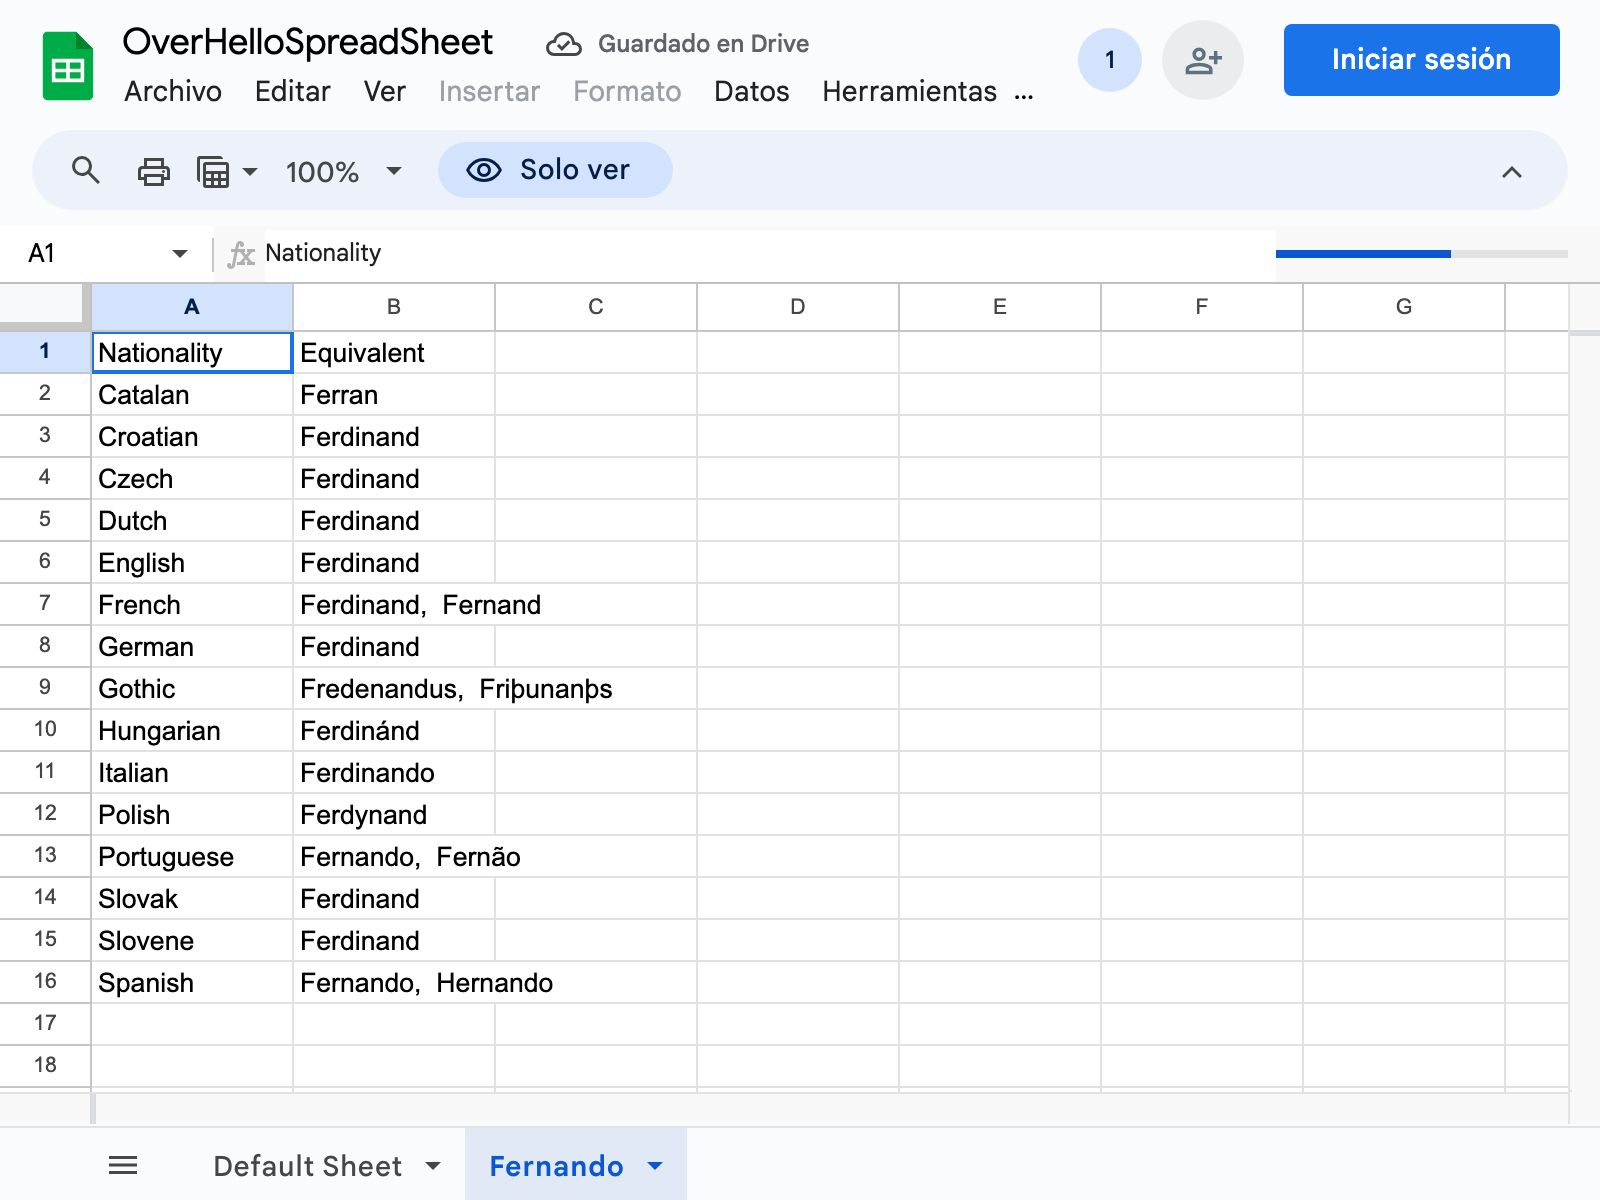 OverHelloSpreadSheet Guardado en Drive
1
Iniciar sesión
Archivo Editar Ver Insertar Formato Datos Herramientas ...
100% Solo ver
A1 fx Nationality
A B C D E F G
1 Nationality Equivalent
2 Catalan Ferran
3 Croatian Ferdinand
4 Czech Ferdinand
5 Dutch Ferdinand
6 English Ferdinand
7 French Ferdinand, Fernand
8 German Ferdinand
9 Gothic Fredenandus, Friþunanþs
10 Hungarian Ferdinánd
11 Italian Ferdinando
12 Polish Ferdynand
13 Portuguese Fernando, Fernão
14 Slovak Ferdinand
15 Slovene Ferdinand
16 Spanish Fernando, Hernando
17
18
Default Sheet Fernando